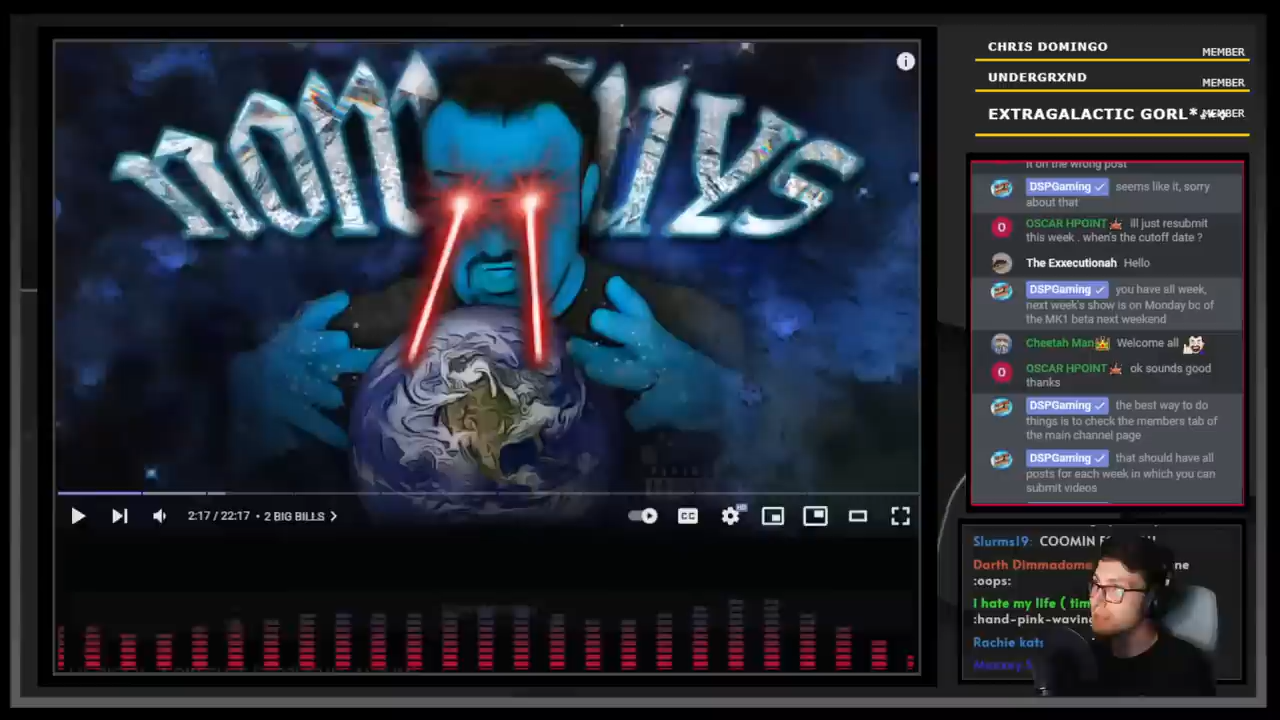 CHRIS DOMINGO
MEMBER
UNDERGRXND
MEMBER
EXTRAGALACTIC GORL*
MEMBER
it on the wrong post
DSPGaming seems like it, sorry
about that
OSCAR HPOINT ill just resubmit
this week . when's the cutoff date ?
The Exxecutionah Hello
DSPGaming you have all week,
next week's show is on Monday bc of
the MK1 beta next weekend
Cheetah Man Welcome all
OSCAR HPOINT ok sounds good
thanks
DSPGaming the best way to do
things is to check the members tab of
the main channel page
DSPGaming that should have all
posts for each week in which you can
submit videos
2:17 / 22:17 • 2 BIG BILLS >
CC
HD
Slurms19: COOMIN
Darth Dimmadome
:oops:
I hate my life ( tim
:hand-pink-waving
Rachie kats